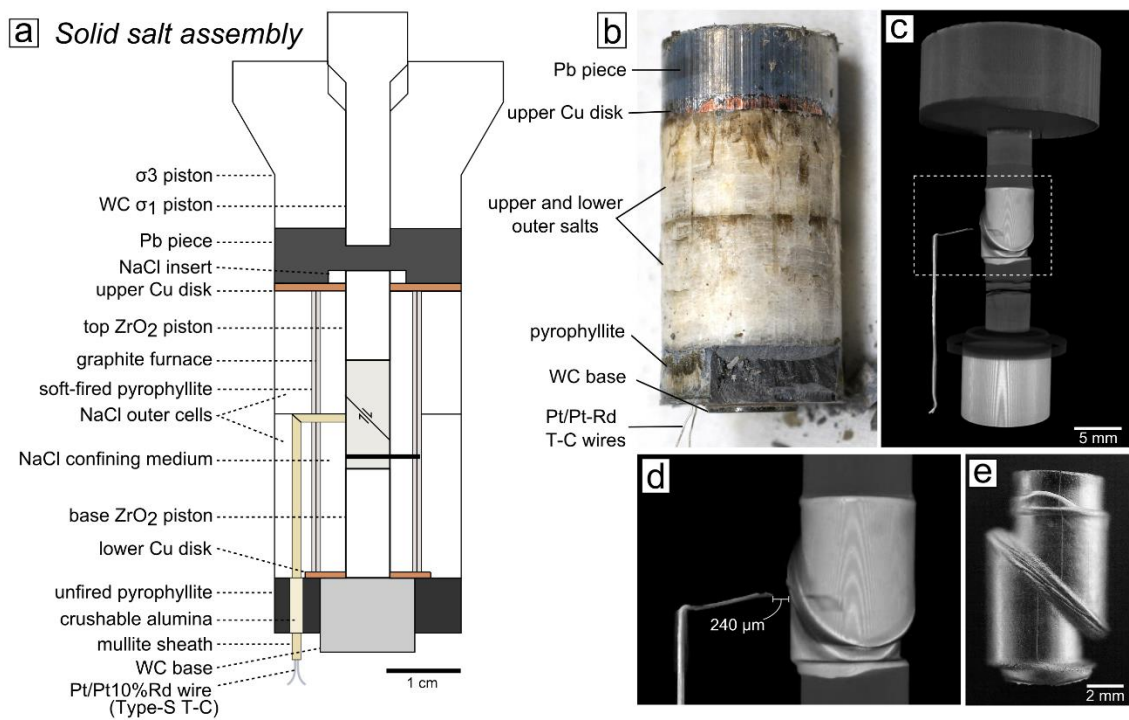 a Solid salt assembly
σ3 piston
WC σ1 piston
Pb piece
NaCl insert
upper Cu disk
top ZrO2 piston
graphite furnace
soft-fired pyrophyllite
NaCl outer cells
NaCl confining medium
base ZrO2 piston
lower Cu disk
unfired pyrophyllite
crushable alumina
mullite sheath
WC base
Pt/Pt10%Rd wire
(Type-S T-C)
1 cm
b
Pb piece
upper Cu disk
upper and lower
outer salts
pyrophyllite
WC base
Pt/Pt-Rd
T-C wires
c
5 mm
d
240 µm
e
2 mm